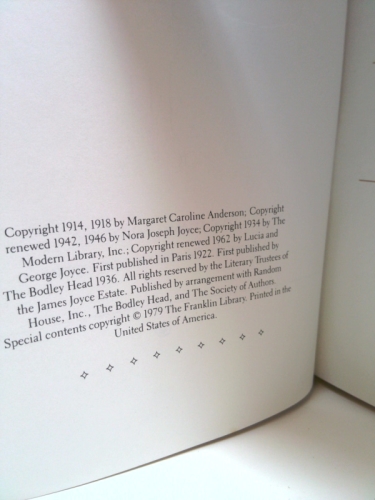 Copyright 1914, 1918 by Margaret Caroline Anderson; Copyright
renewed 1942, 1946 by Nora Joseph Joyce; Copyright 1934 by The
Modern Library, Inc.; Copyright renewed 1962 by Lucia and
George Joyce. First published in Paris 1922. First published by
The Bodley Head 1936. All rights reserved by the Literary Trustees of
the James Joyce Estate. Published by arrangement with Random
House, Inc., The Bodley Head, and The Society of Authors.
Special contents copyright © 1979 The Franklin Library. Printed in the
United States of America.